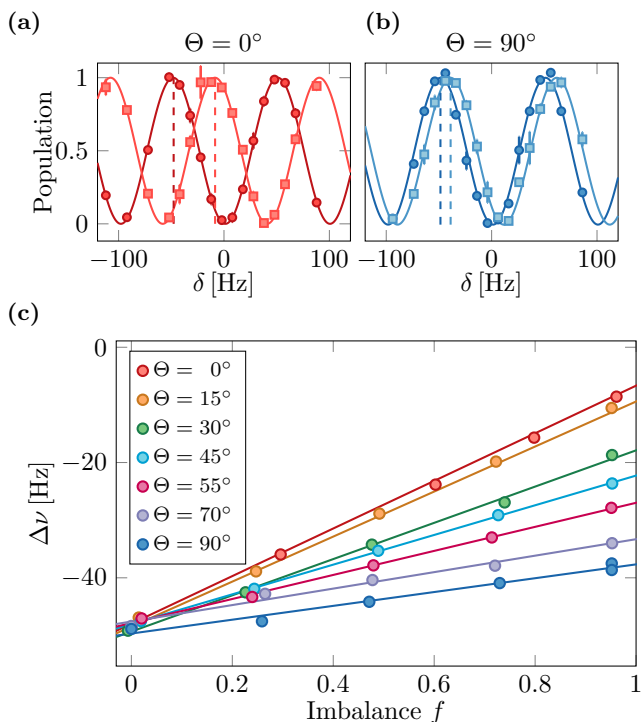 (a)
Θ = 0°
(b)
Θ = 90°
Population
1
0.5
0
−100 0 100
δ [Hz]
−100 0 100
δ [Hz]
(c)
Δν [Hz]
0
−20
−40
Θ = 0°
Θ = 15°
Θ = 30°
Θ = 45°
Θ = 55°
Θ = 70°
Θ = 90°
0 0.2 0.4 0.6 0.8 1
Imbalance f